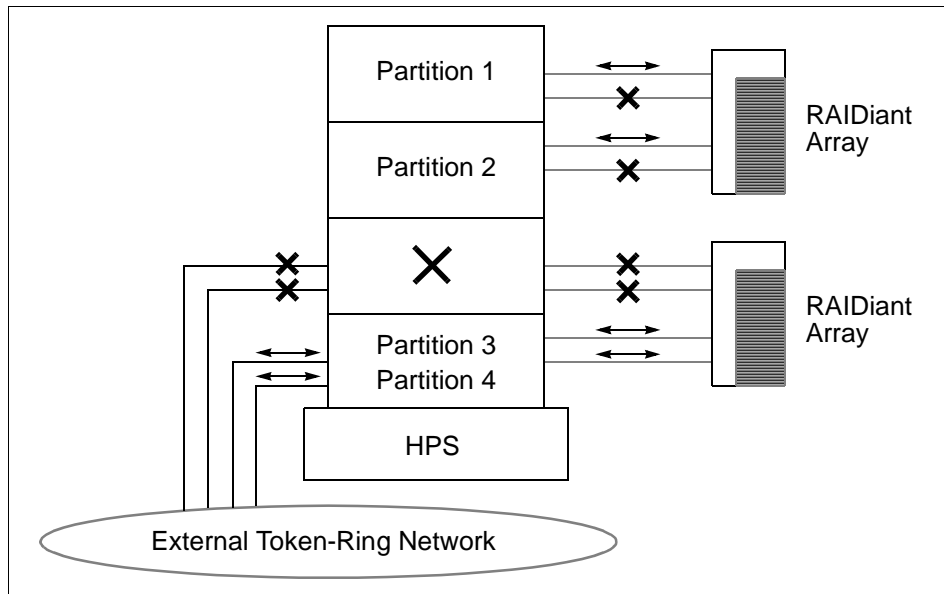 Partition 1
RAIDiant
Array
Partition 2
RAIDiant
Array
Partition 3
Partition 4
HPS
External Token-Ring Network